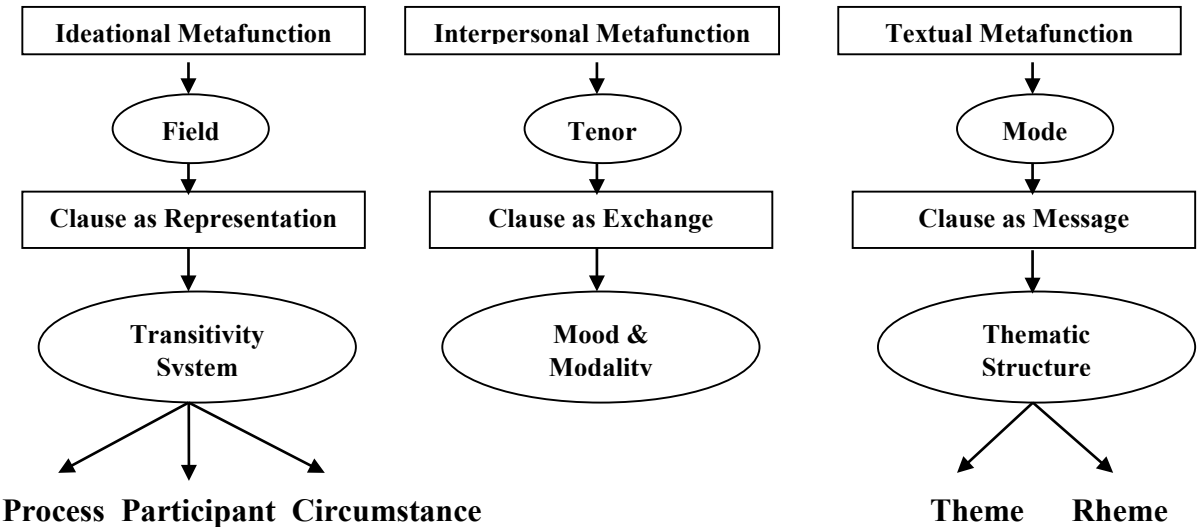 Ideational Metafunction
Interpersonal Metafunction
Textual Metafunction
Field
Tenor
Mode
Clause as Representation
Clause as Exchange
Clause as Message
Transitivity
System
Mood &
Modality
Thematic
Structure
Process Participant Circumstance
Theme Rheme